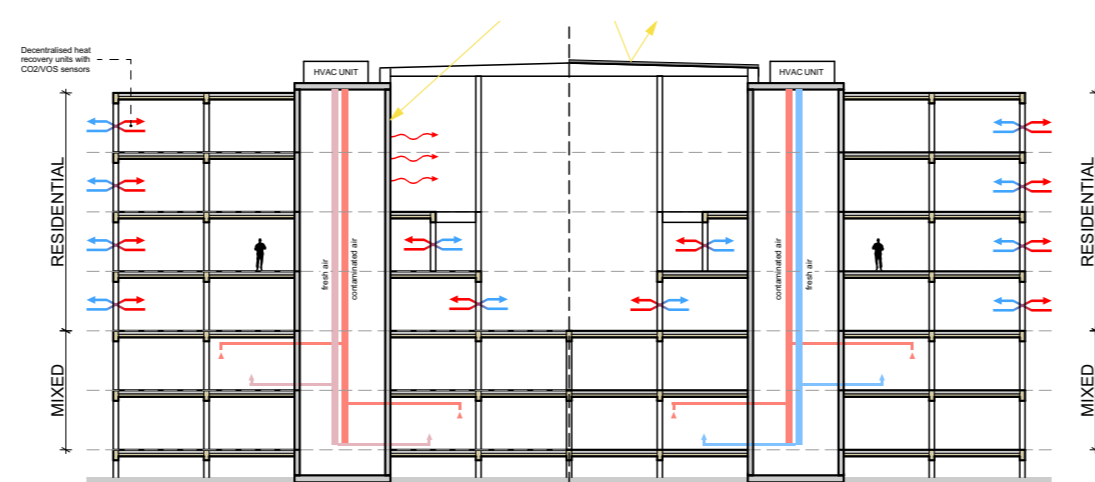 Decentralised heat
recovery units with
CO2/VOS sensors
HVAC UNIT
HVAC UNIT
RESIDENTIAL
MIXED
fresh air
contaminated air
contaminated air
fresh air
RESIDENTIAL
MIXED